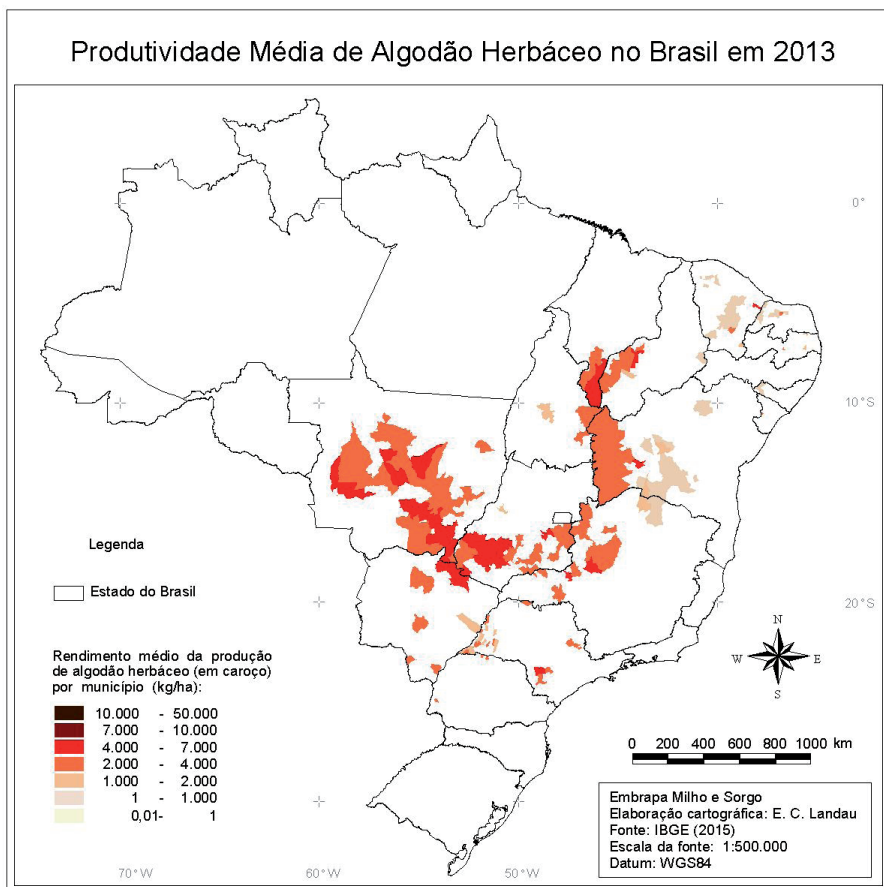 Produtividade Média de Algodão Herbáceo no Brasil em 2013
0°
10°S
20°S
Legenda
Estado do Brasil
Rendimento médio da produção
de algodão herbáceo (em caroço)
por município (kg/ha):
10.000 - 50.000
7.000 - 10.000
4.000 - 7.000
2.000 - 4.000
1.000 - 2.000
1 - 1.000
0,01- 1
N
W E
S
0 200 400 600 800 1000 km
Embrapa Milho e Sorgo
Elaboração cartográfica: E. C. Landau
Fonte: IBGE (2015)
Escala da fonte: 1:500.000
Datum: WGS84
70°W 60°W 50°W 40°W